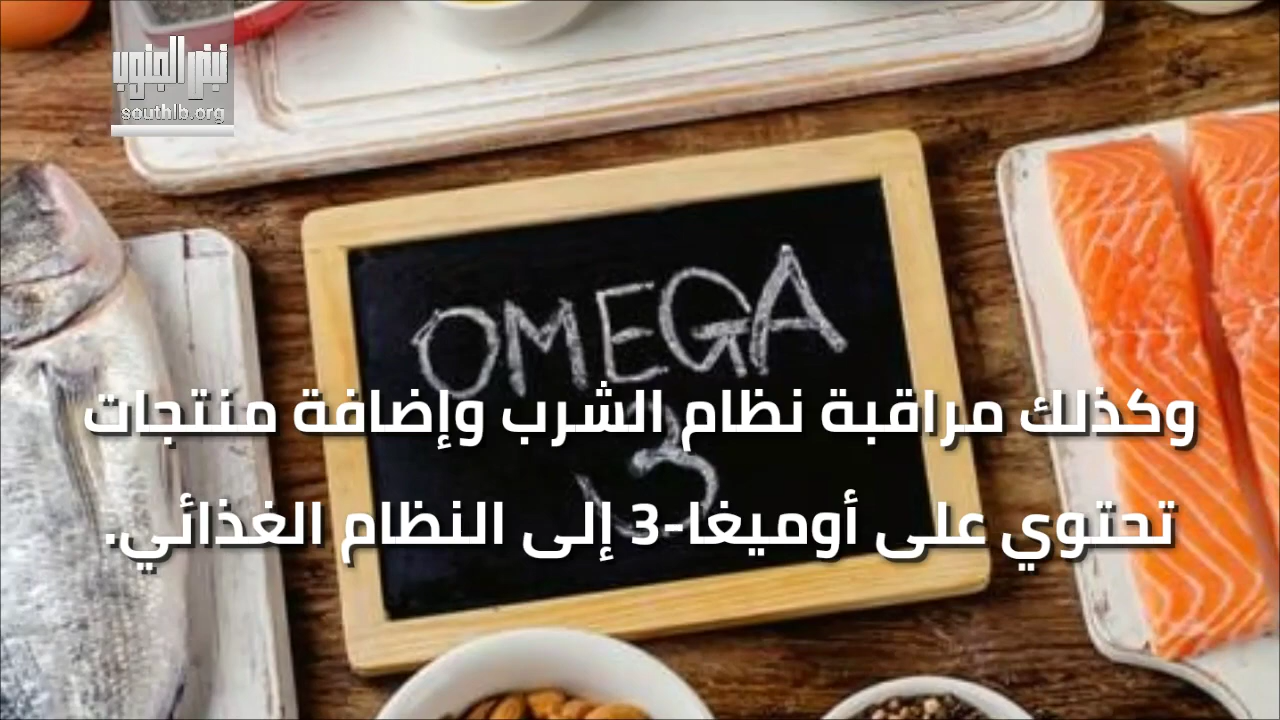 نبض الجنوب
southlb.org
OMEGA
3
وكذلك مراقبة نظام الشرب وإضافة منتجات
تحتوي على أوميغا-3 إلى النظام الغذائي.